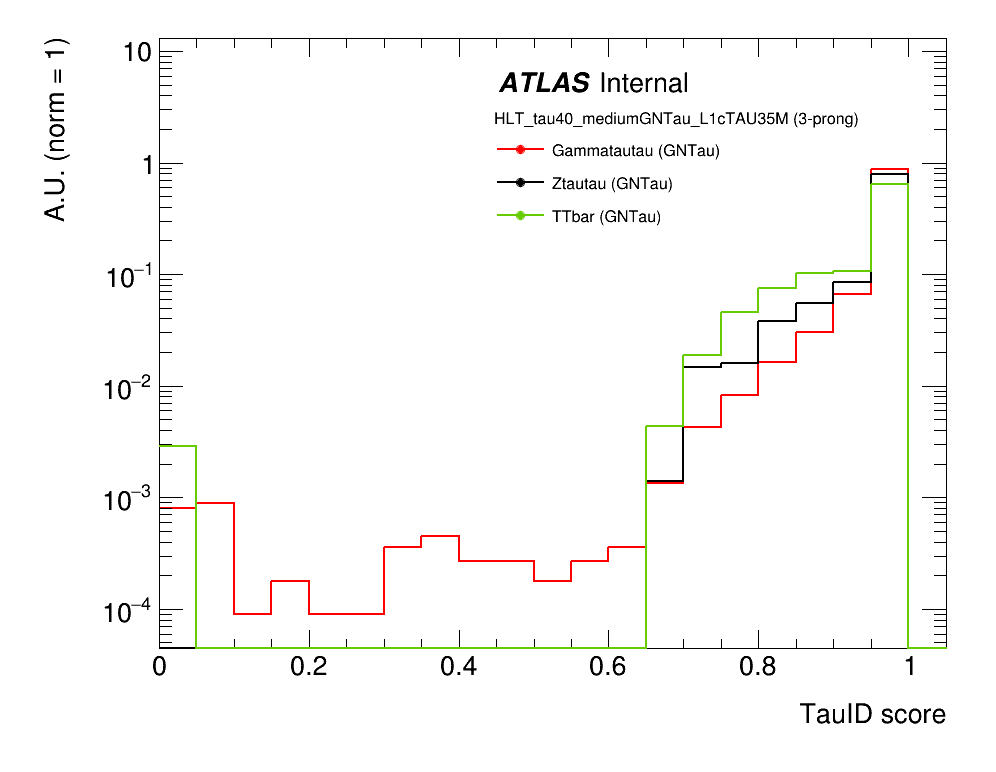 A.U. (norm = 1)
10
1
10⁻¹
10⁻²
10⁻³
10⁻⁴
ATLAS Internal
HLT_tau40_mediumGNTau_L1cTAU35M (3-prong)
Gammatautau (GNTau)
Ztautau (GNTau)
TTbar (GNTau)
0 0.2 0.4 0.6 0.8 1
TauID score